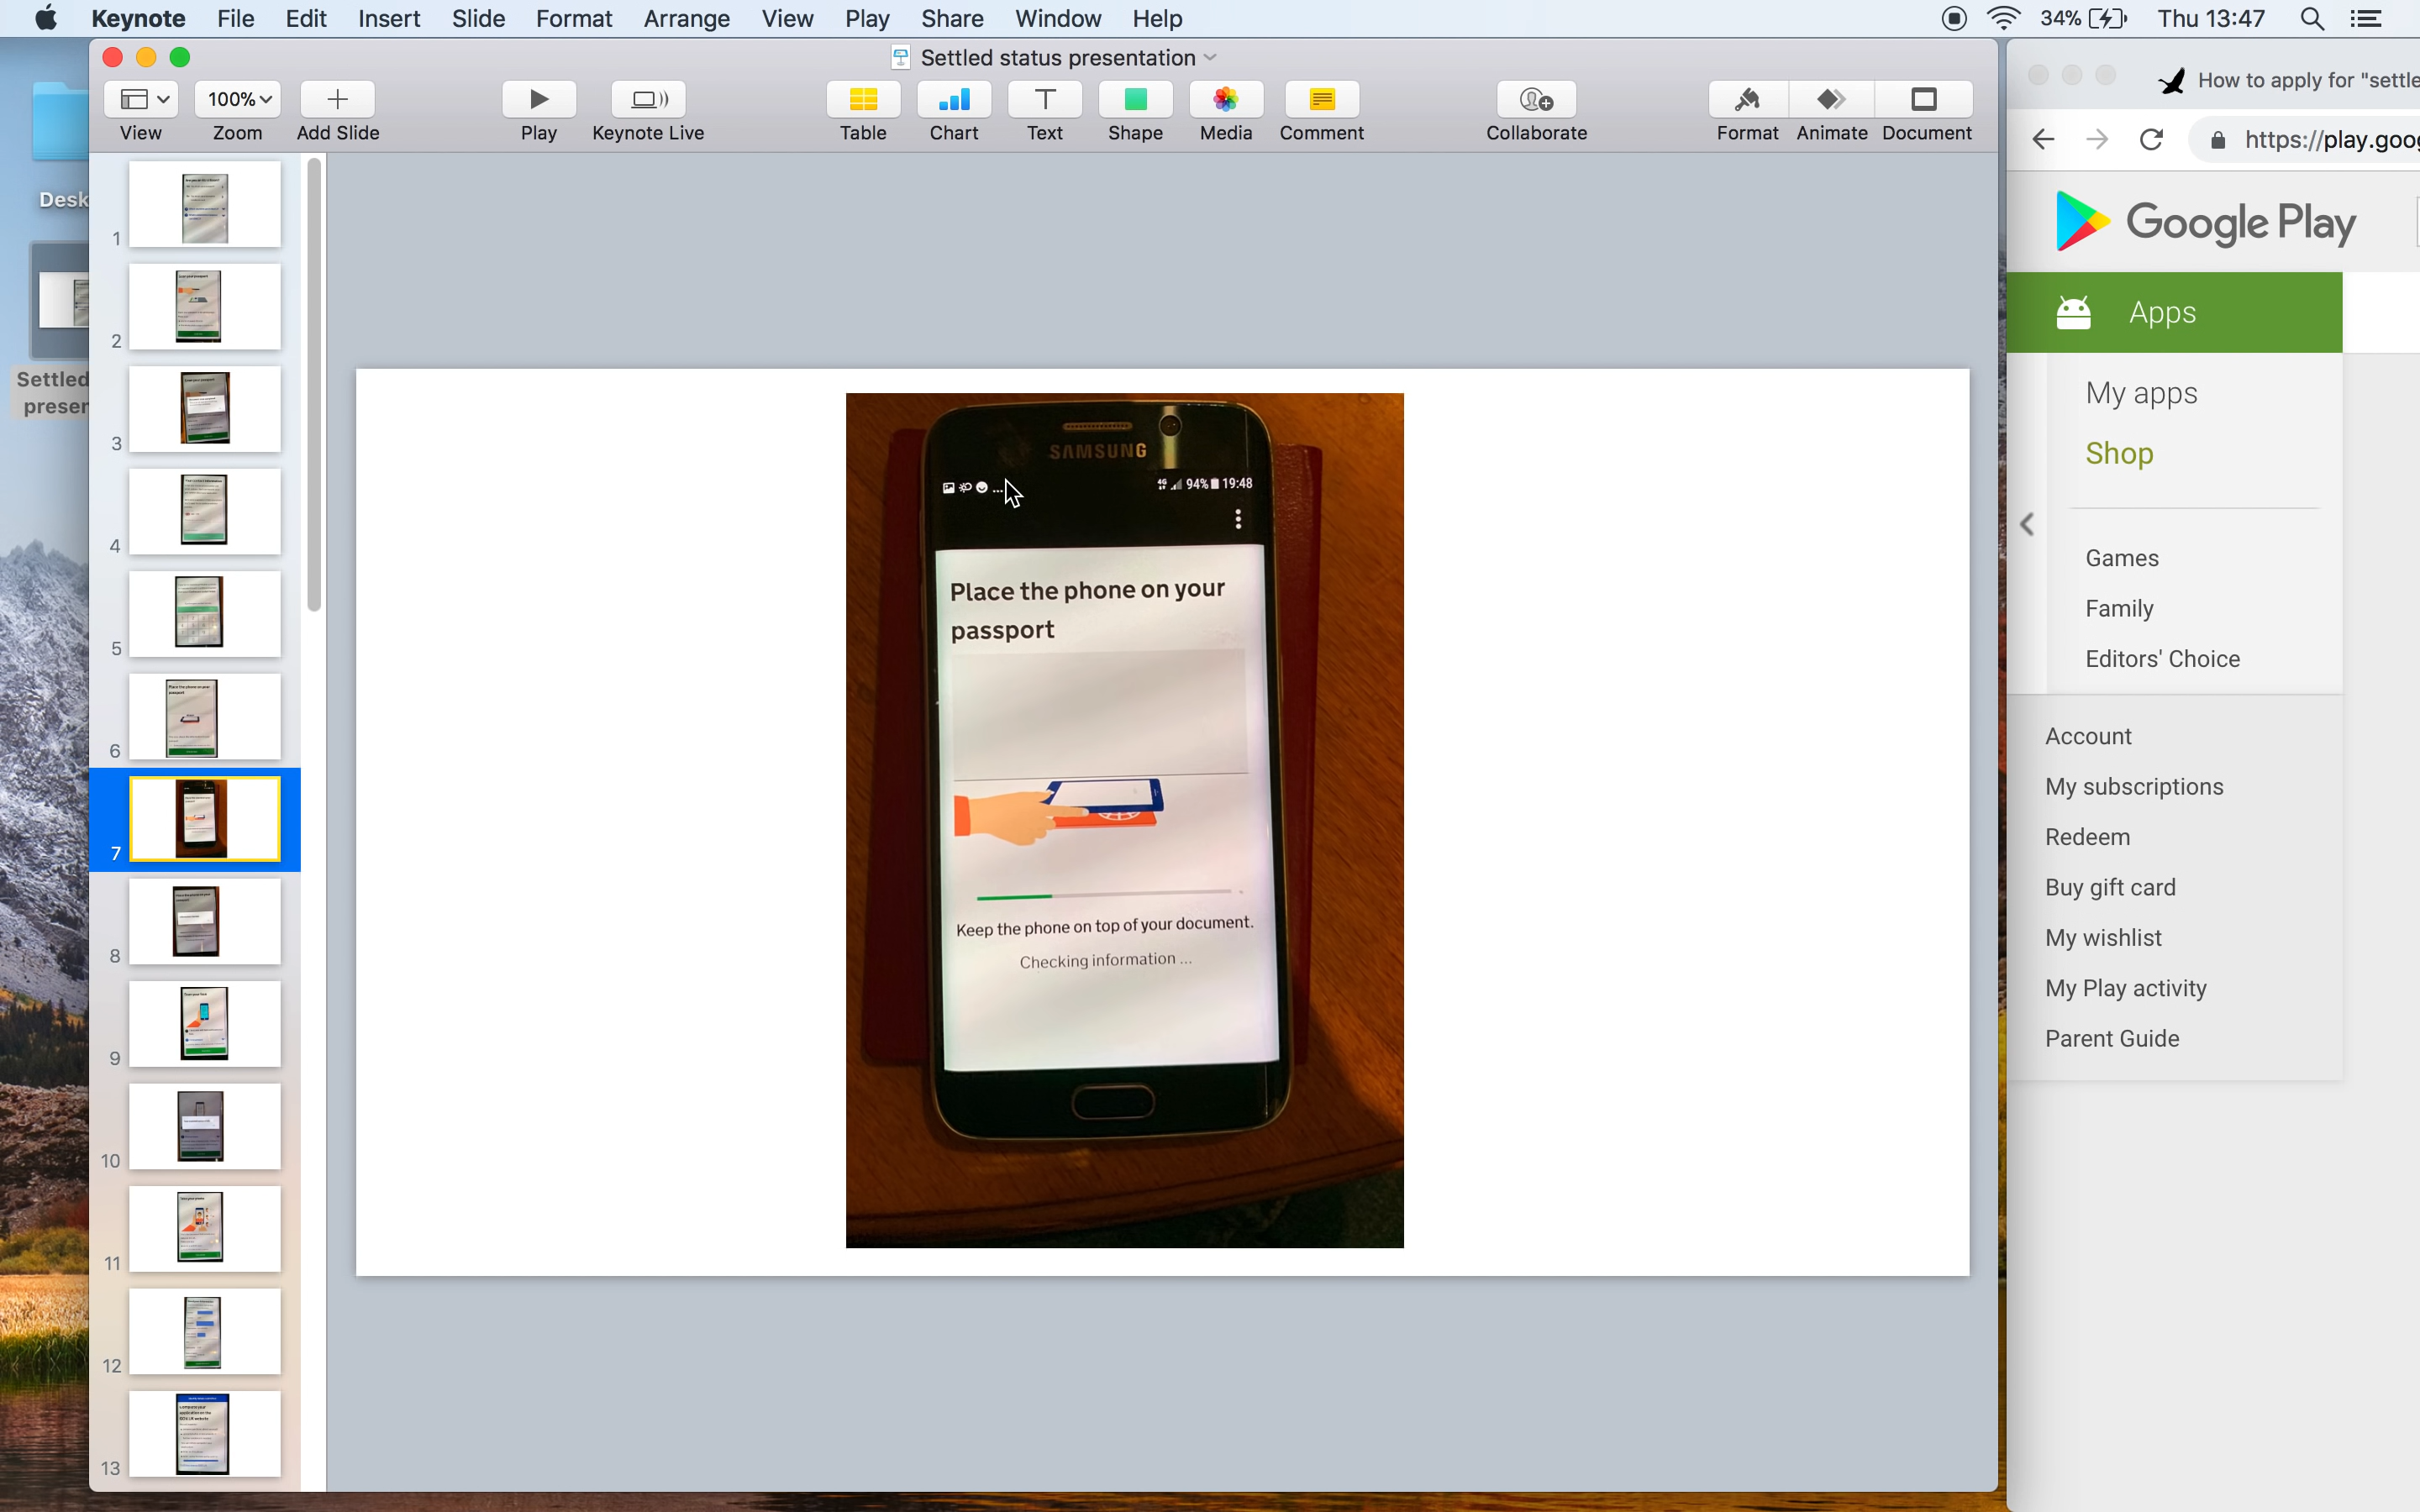 Keynote File Edit Insert Slide Format Arrange View Play Share Window Help
34% Thu 13:47
Settled status presentation
100%
View Zoom Add Slide Play Keynote Live Table Chart Text Shape Media Comment Collaborate Format Animate Document
Desk
Settled
preser
1
2
3
4
5
6
7
8
9
10
11
12
13
SAMSUNG
94% 19:48
Place the phone on your
passport
Keep the phone on top of your document.
Checking information ...
How to apply for "settle
https://play.goo
Google Play
Apps
My apps
Shop
Games
Family
Editors' Choice
Account
My subscriptions
Redeem
Buy gift card
My wishlist
My Play activity
Parent Guide